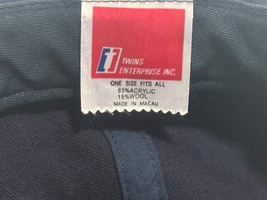 TWINS
ENTERPRISE INC.
ONE SIZE FITS ALL
85% ACRYLIC
15% WOOL
MADE IN MACAU